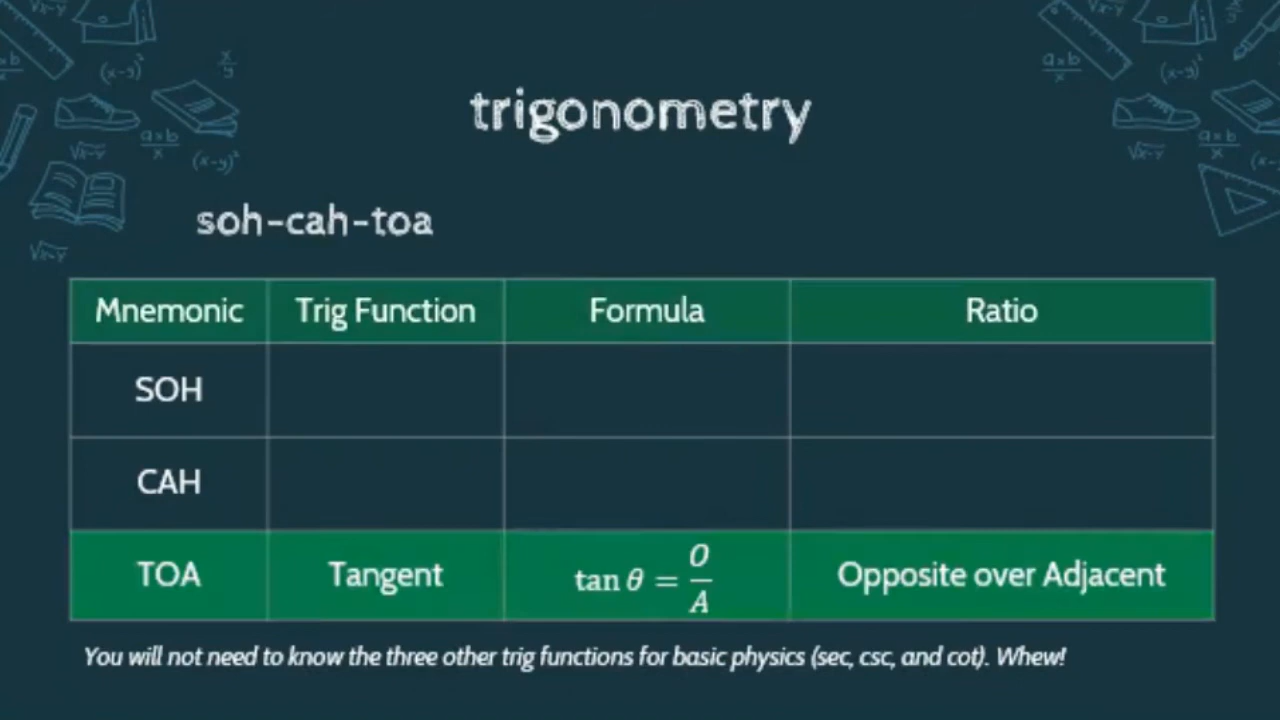 trigonometry
soh-cah-toa
Mnemonic Trig Function Formula Ratio
SOH
CAH
TOA Tangent tan θ = O/A Opposite over Adjacent
You will not need to know the three other trig functions for basic physics (sec, csc, and cot). Whew!